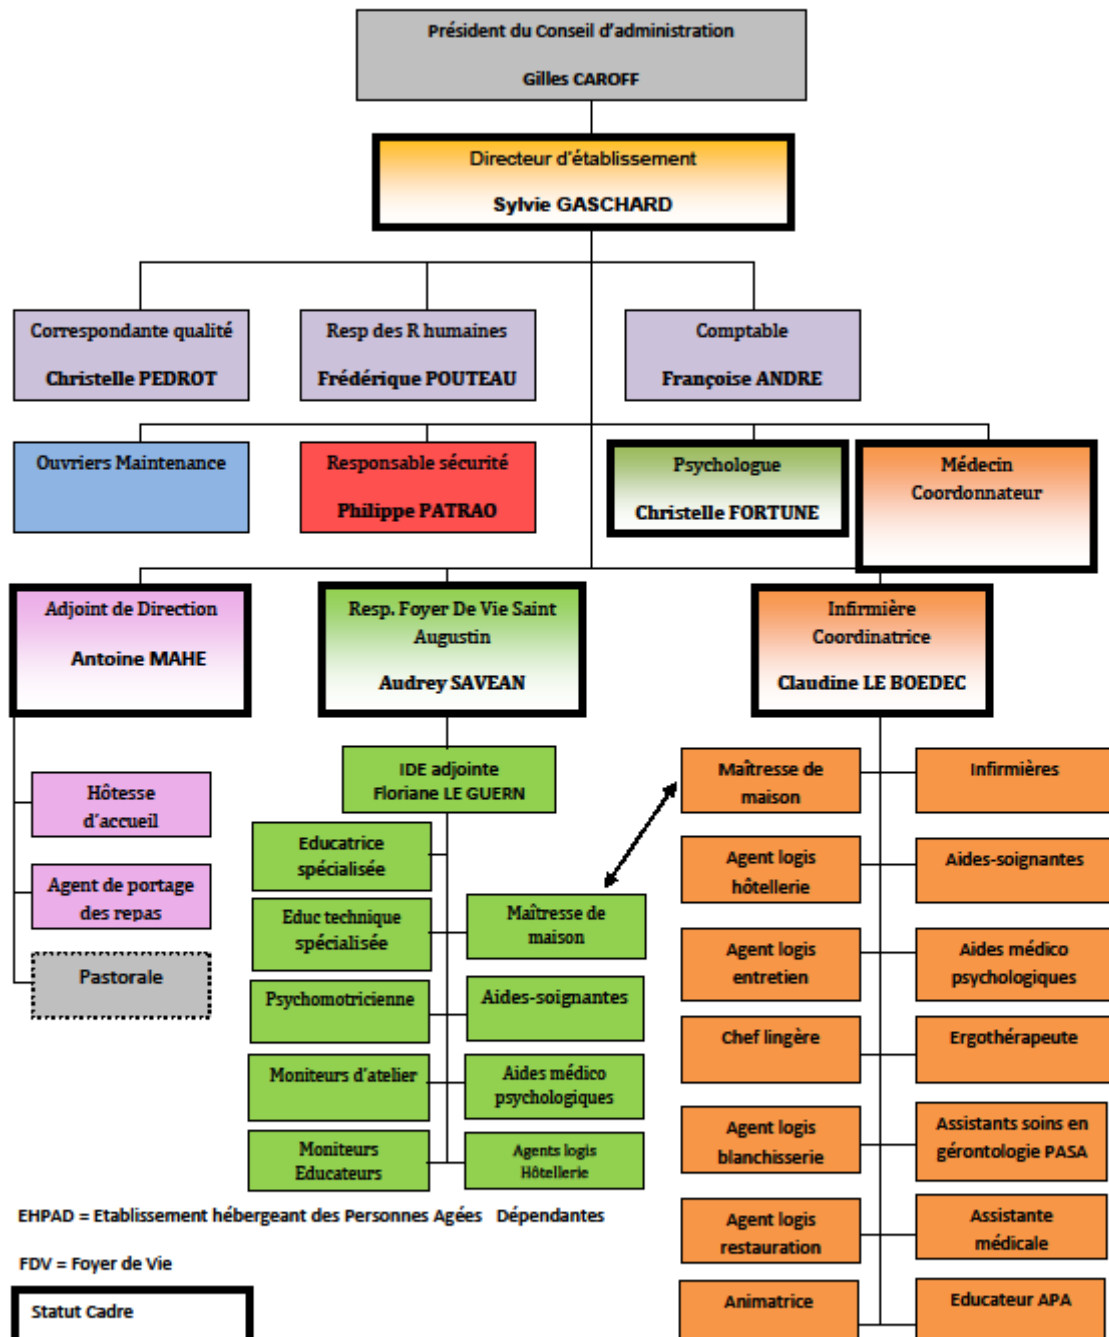 Président du Conseil d'administration
Gilles CAROFF
Directeur d'établissement
Sylvie GASCHARD
Correspondante qualité
Christelle PEDROT
Resp des R humaines
Frédérique POUTEAU
Comptable
Françoise ANDRE
Ouvriers Maintenance
Responsable sécurité
Philippe PATRAO
Psychologue
Christelle FORTUNE
Médecin
Coordonnateur
Adjoint de Direction
Antoine MAHE
Resp. Foyer De Vie Saint
Augustin
Audrey SAVEAN
Infirmière
Coordinatrice
Claudine LE BOEDEC
Hôtesse
d'accueil
Agent de portage
des repas
Pastorale
IDE adjointe
Floriane LE GUERN
Educatrice
spécialisée
Educ technique
spécialisée
Maîtresse de
maison
Psychomotricienne
Aides-soignantes
Moniteurs d'atelier
Aides médico
psychologiques
Moniteurs
Educateurs
Agents logis
Hôtellerie
Maîtresse de
maison
Infirmières
Agent logis
hôtellerie
Aides-soignantes
Agent logis
entretien
Aides médico
psychologiques
Chef lingère
Ergothérapeute
Agent logis
blanchisserie
Assistants soins en
gérontologie PASA
Agent logis
restauration
Assistante
médicale
Animatrice
Educateur APA
EHPAD = Etablissement hébergeant des Personnes Agées Dépendantes
FDV = Foyer de Vie
Statut Cadre